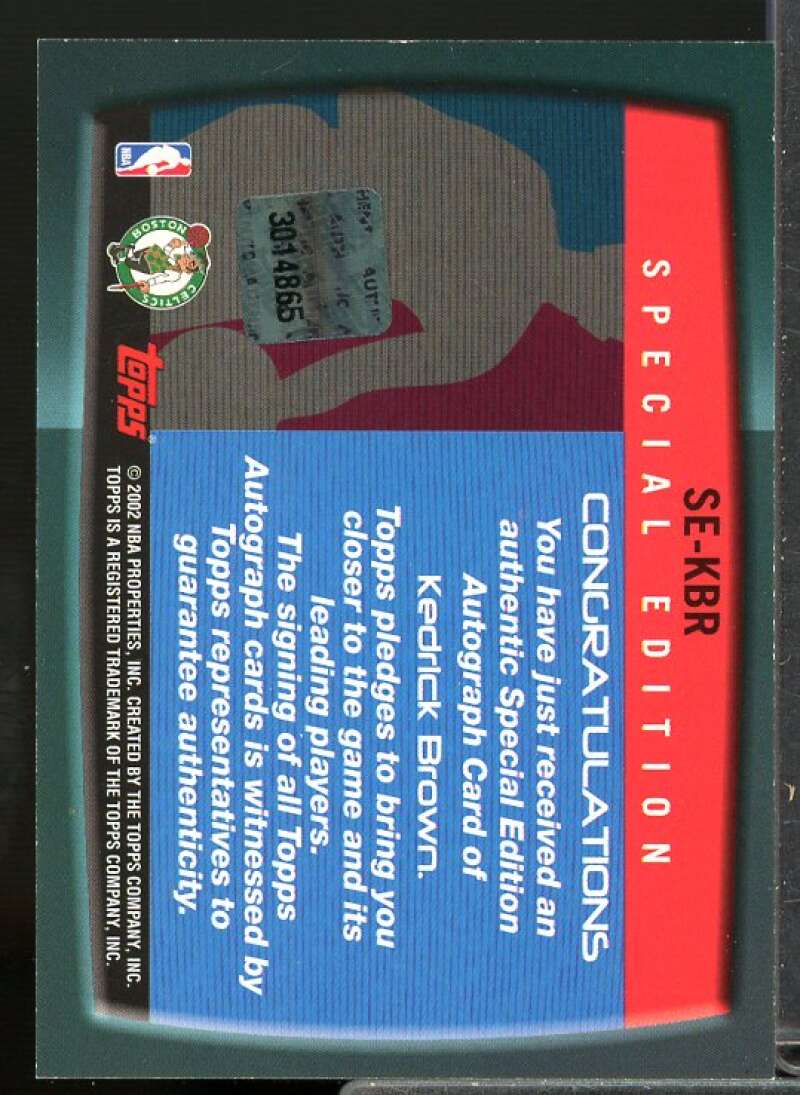 SE-KBR
SPECIAL EDITION
CONGRATULATIONS
You have just received an
authentic Special Edition
Autograph Card of
Kedrick Brown.
Topps pledges to bring you
closer to the game and its
leading players.
The signing of all Topps
Autograph cards is witnessed by
Topps representatives to
guarantee authenticity.
3014865
NBA
BOSTON
CELTICS
Topps®
© 2002 NBA PROPERTIES, INC. CREATED BY THE TOPPS COMPANY, INC.
TOPPS IS A REGISTERED TRADEMARK OF THE TOPPS COMPANY, INC.